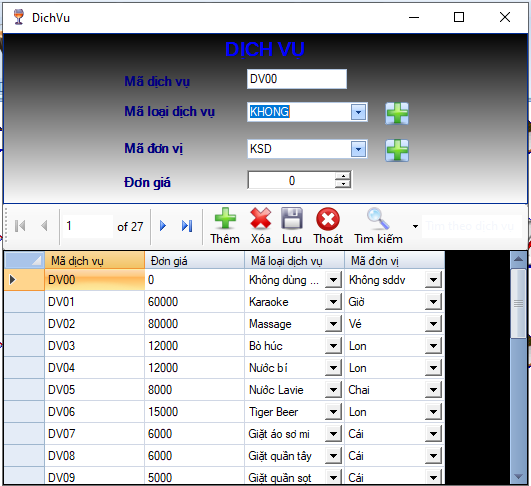 DichVu
DỊCH VỤ
Mã dịch vụ DV00
Mã loại dịch vụ KHONG
Mã đơn vị KSD
Đơn giá 0
1 of 27 Thêm Xóa Lưu Thoát Tìm kiếm
Mã dịch vụ Đơn giá Mã loại dịch vụ Mã đơn vị
DV00 0 Không dùng ... Không sddv
DV01 60000 Karaoke Giờ
DV02 80000 Massage Vé
DV03 12000 Bò húc Lon
DV04 12000 Nước bí Lon
DV05 8000 Nước Lavie Chai
DV06 15000 Tiger Beer Lon
DV07 6000 Giặt áo sơ mi Cái
DV08 6000 Giặt quần tây Cái
DV09 5000 Giặt quần sọt Cái